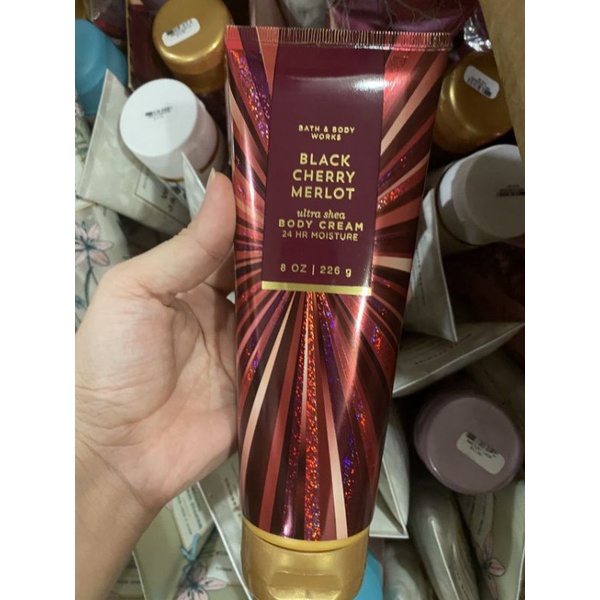 BATH & BODY
WORKS
BLACK
CHERRY
MERLOT
ultra shea
BODY CREAM
24 HR MOISTURE
8 OZ | 226 g